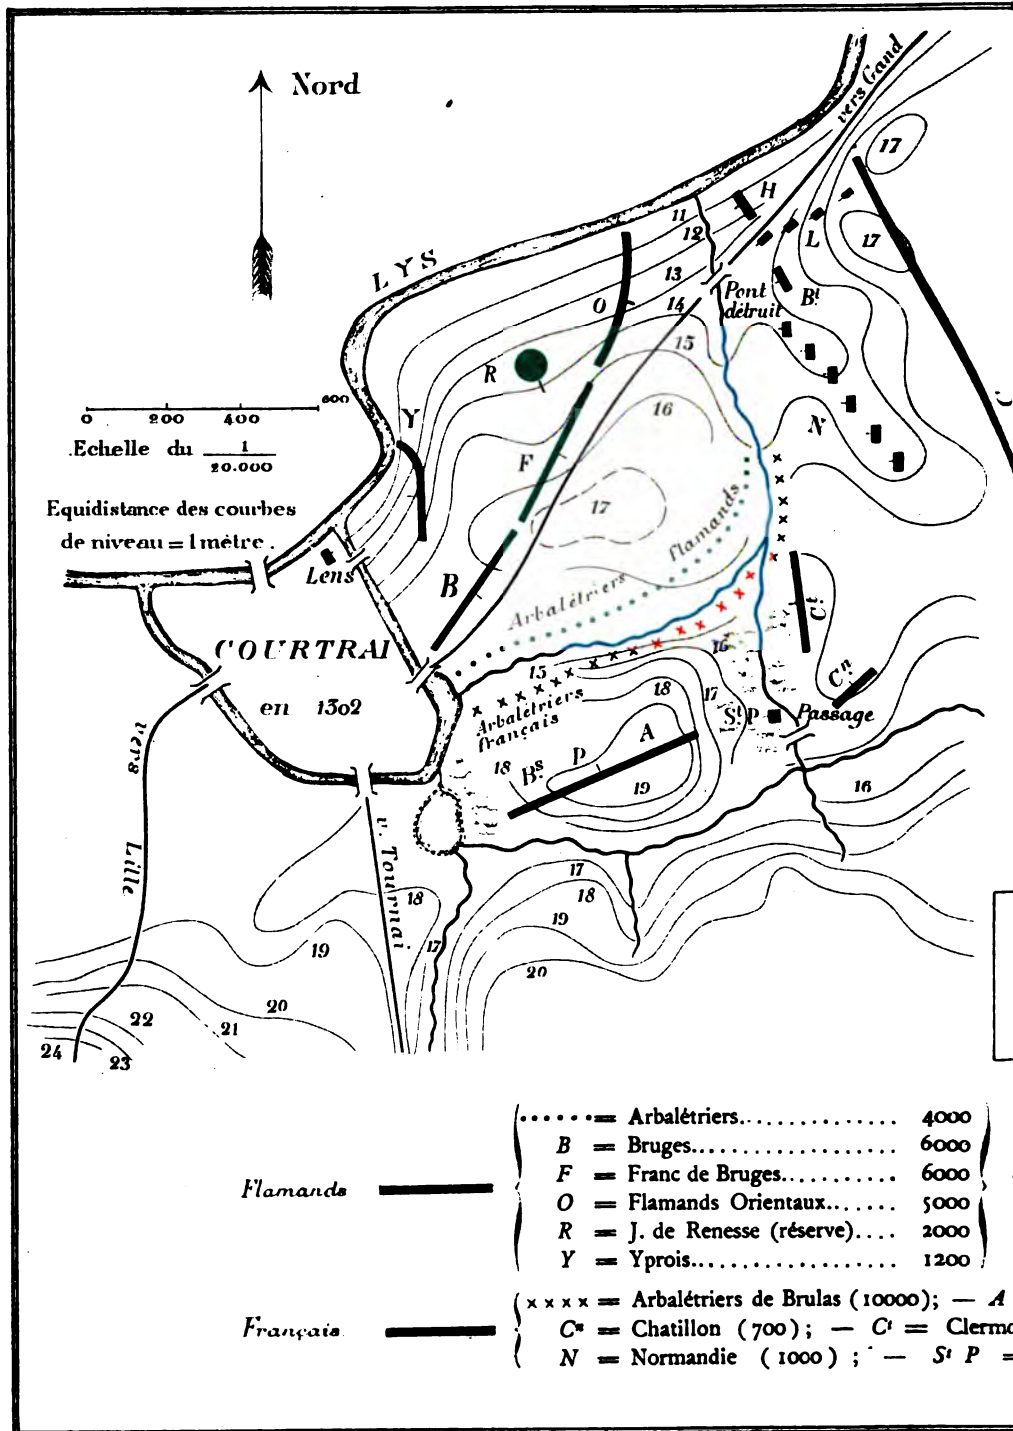 Nord
vers Gand
17
H
11
12
L
17
LYS
13
O
14
Pont
détruit
Bt
15
R
16
N
C
0 200 400 600
Echelle du 1
20.000
Y
F
Equidistance des courbes
de niveau = 1 mètre.
17
Arbalétriers flamands
Lens
B
Ct
COURTRAI
en 1302
15
16
Cn
18
17
Arbalétriers
français
St P
Passage
A
P
Bs
18
19
16
vers Lille
v. Tournai
17
18
18
19
19
17
20
20
21
22
23
24
Flamands
..... = Arbalétriers............... 4000
B = Bruges.................... 6000
F = Franc de Bruges........... 6000
O = Flamands Orientaux....... 5000
R = J. de Renesse (réserve).... 2000
Y = Yprois.................... 1200
Français
x x x x = Arbalétriers de Brulas (10000); — A
Cn = Chatillon (700); — Ct = Clermo
N = Normandie (1000); — St P =